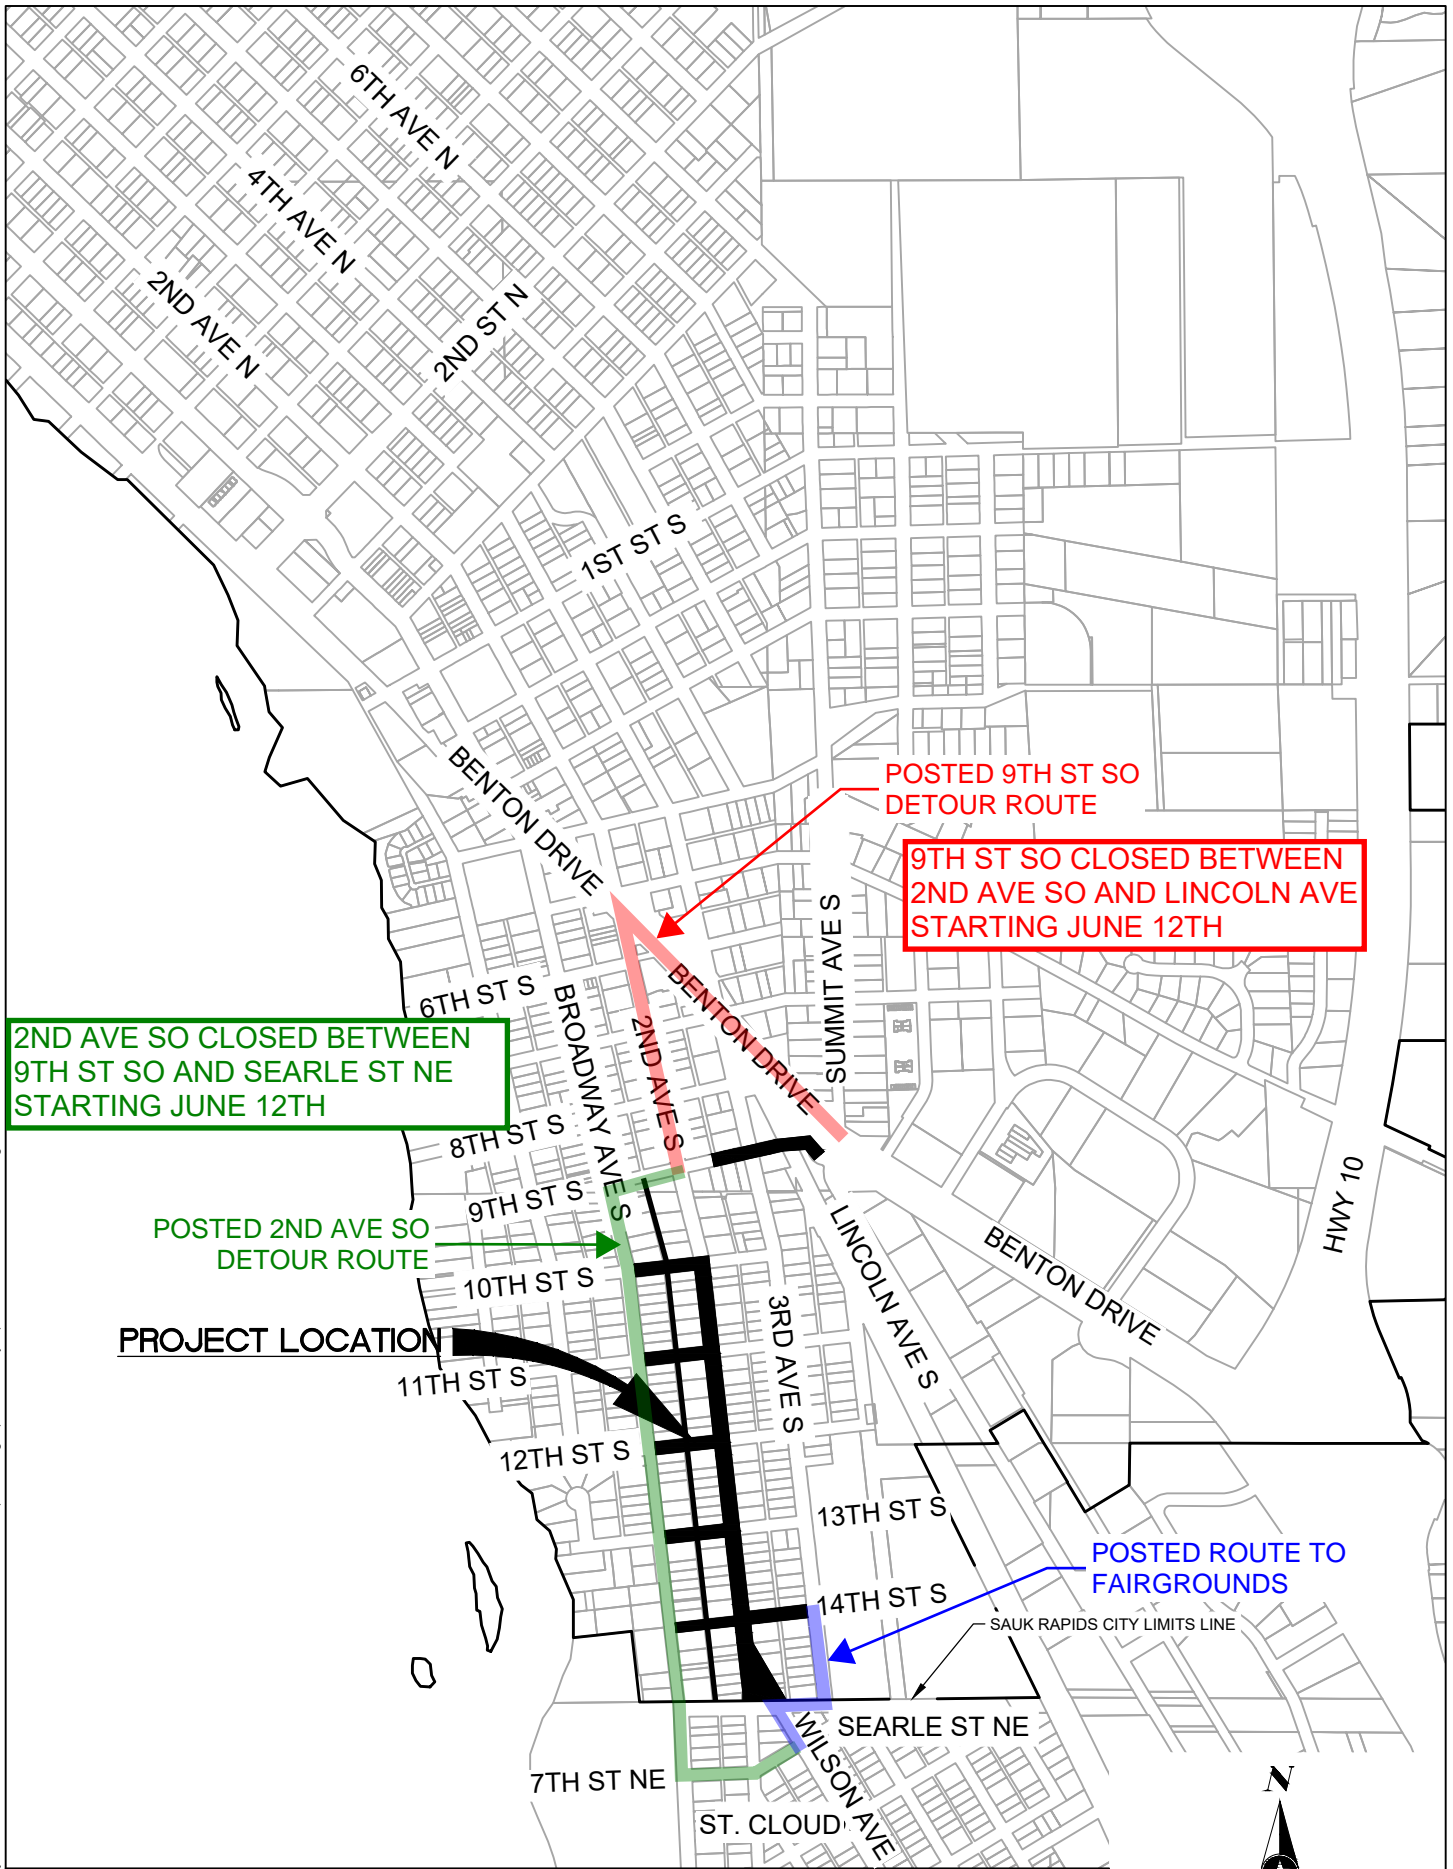 6TH AVE N
4TH AVE N
2ND AVE N
2ND ST N
1ST ST S
BENTON DRIVE
POSTED 9TH ST SO
DETOUR ROUTE
9TH ST SO CLOSED BETWEEN
2ND AVE SO AND LINCOLN AVE
STARTING JUNE 12TH
SUMMIT AVE S
BENTON DRIVE
6TH ST S
BROADWAY AVE S
2ND AVE S
2ND AVE SO CLOSED BETWEEN
9TH ST SO AND SEARLE ST NE
STARTING JUNE 12TH
8TH ST S
9TH ST S
HWY 10
POSTED 2ND AVE SO
DETOUR ROUTE
LINCOLN AVE S
BENTON DRIVE
10TH ST S
3RD AVE S
PROJECT LOCATION
11TH ST S
12TH ST S
13TH ST S
POSTED ROUTE TO
FAIRGROUNDS
14TH ST S
SAUK RAPIDS CITY LIMITS LINE
SEARLE ST NE
WILSON AVE
7TH ST NE
ST. CLOUD
N